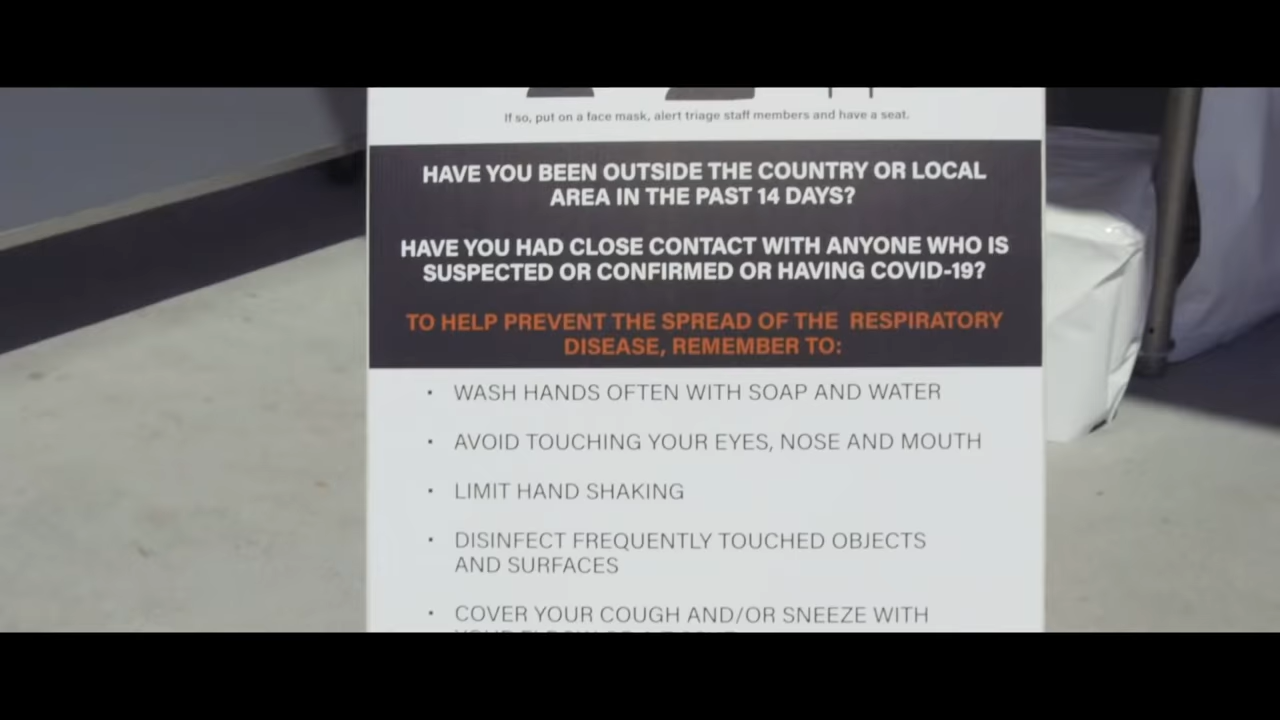 If so, put on a face mask, alert triage staff members and have a seat.
HAVE YOU BEEN OUTSIDE THE COUNTRY OR LOCAL
AREA IN THE PAST 14 DAYS?
HAVE YOU HAD CLOSE CONTACT WITH ANYONE WHO IS
SUSPECTED OR CONFIRMED OR HAVING COVID-19?
TO HELP PREVENT THE SPREAD OF THE RESPIRATORY
DISEASE, REMEMBER TO:
· WASH HANDS OFTEN WITH SOAP AND WATER
· AVOID TOUCHING YOUR EYES, NOSE AND MOUTH
· LIMIT HAND SHAKING
· DISINFECT FREQUENTLY TOUCHED OBJECTS
AND SURFACES
· COVER YOUR COUGH AND/OR SNEEZE WITH